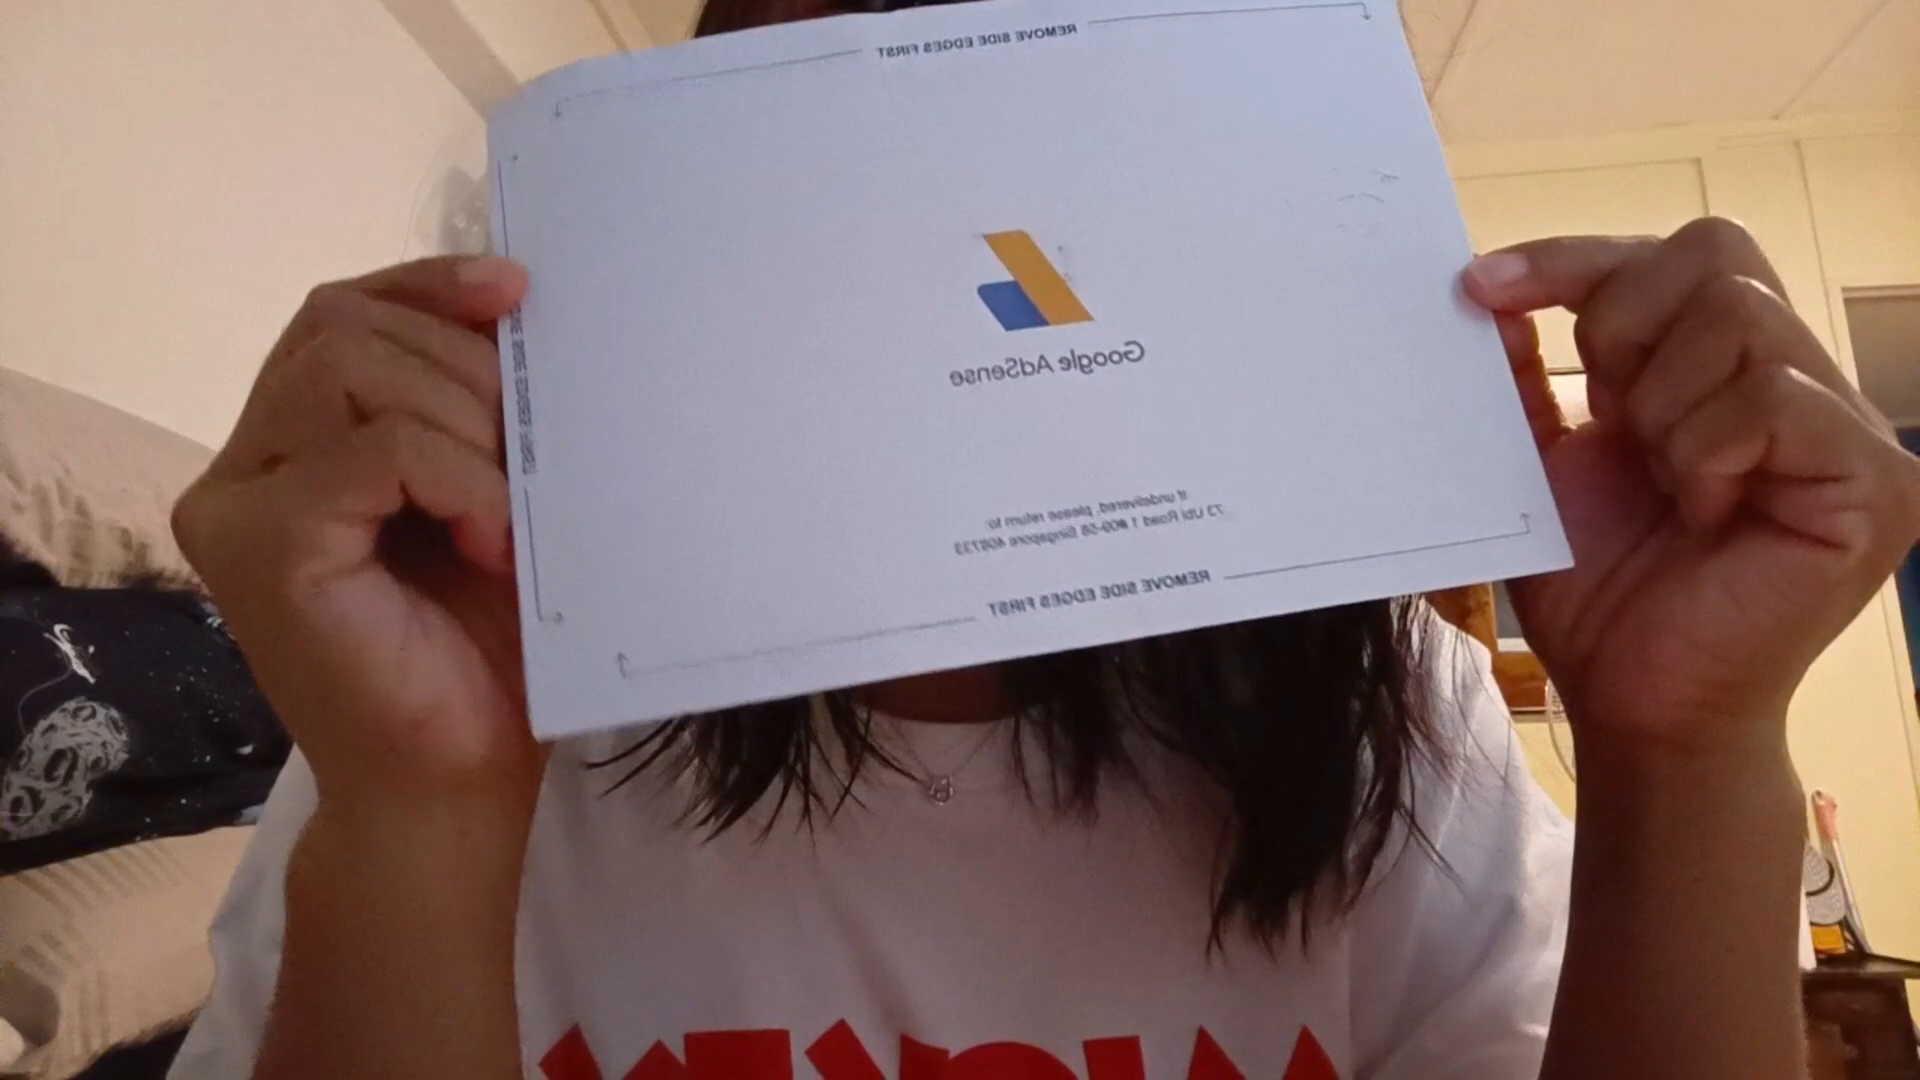 REMOVE SIDE EDGES FIRST
REMOVE SIDE EDGES FIRST
Google AdSense
If undelivered, please return to:
73 Ubi Road 1 #09-56 Singapore 408733
REMOVE SIDE EDGES FIRST